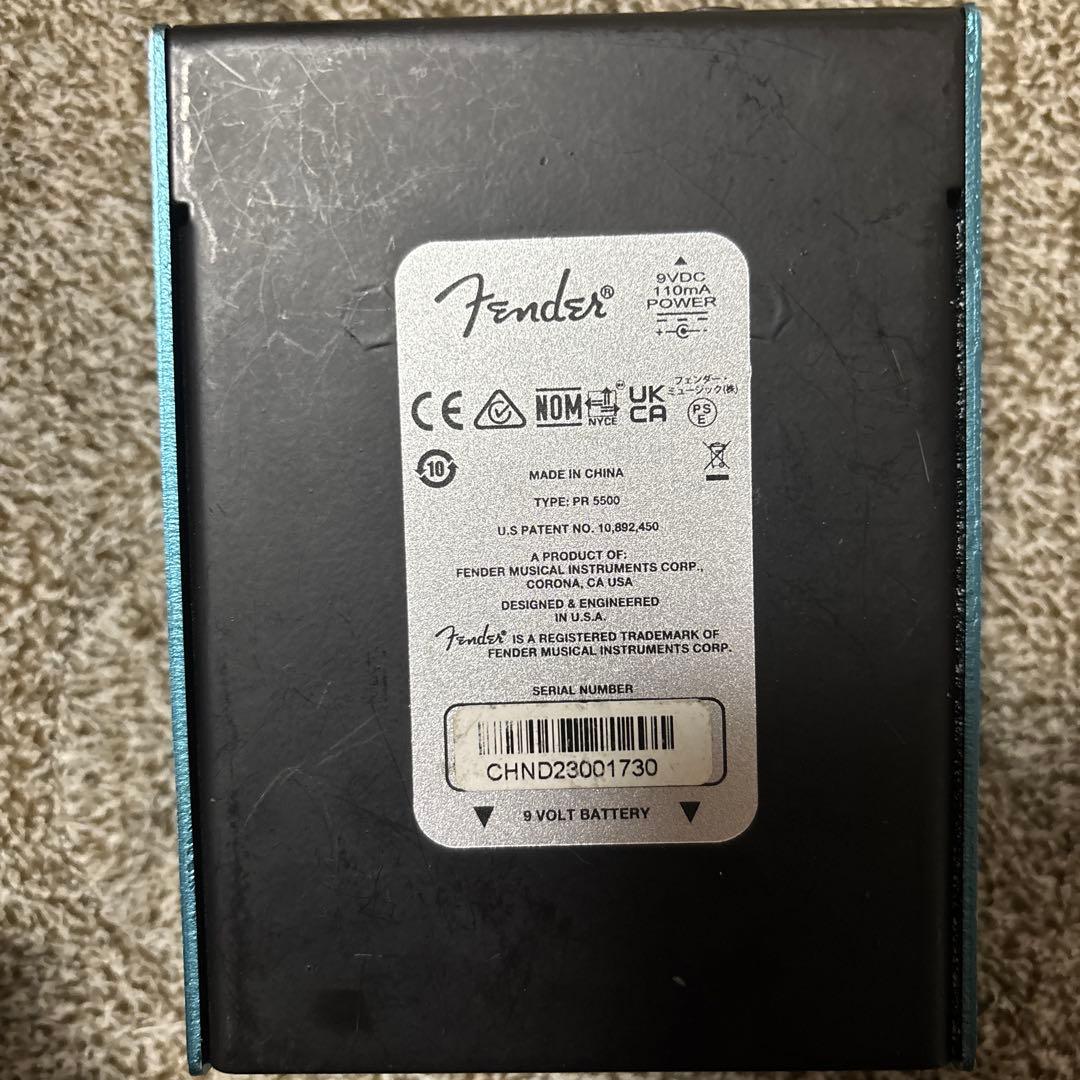 Fender®
9VDC
110mA
POWER
+ -
CE NOM NYCE UK CA
フェンダー・
ミュージック(株)
PS E
10
MADE IN CHINA
TYPE: PR 5500
U.S PATENT NO. 10,892,450
A PRODUCT OF:
FENDER MUSICAL INSTRUMENTS CORP.,
CORONA, CA USA
DESIGNED & ENGINEERED
IN U.S.A.
Fender® IS A REGISTERED TRADEMARK OF
FENDER MUSICAL INSTRUMENTS CORP.
SERIAL NUMBER
CHND23001730
9 VOLT BATTERY